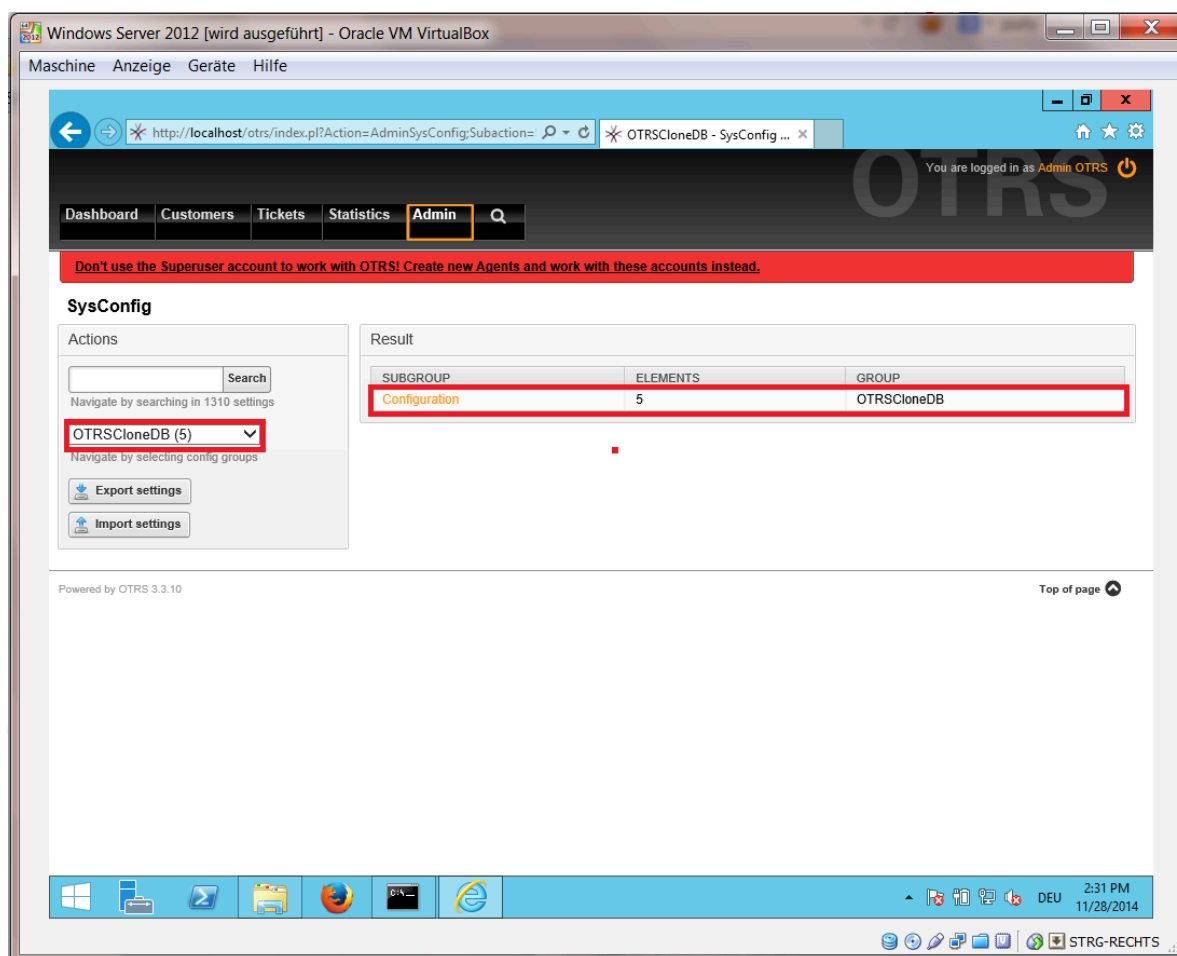 Windows Server 2012 [wird ausgeführt] - Oracle VM VirtualBox
Maschine Anzeige Geräte Hilfe
http://localhost/otrs/index.pl?Action=AdminSysConfig;Subaction=
OTRSCloneDB - SysConfig ...
OTRS
You are logged in as Admin OTRS
Dashboard Customers Tickets Statistics Admin
Don't use the Superuser account to work with OTRS! Create new Agents and work with these accounts instead.
SysConfig
Actions
Search
Navigate by searching in 1310 settings
OTRSCloneDB (5)
Navigate by selecting config groups
Export settings
Import settings
Result
SUBGROUP ELEMENTS GROUP
Configuration 5 OTRSCloneDB
Powered by OTRS 3.3.10
Top of page
DEU
2:31 PM
11/28/2014
STRG-RECHTS